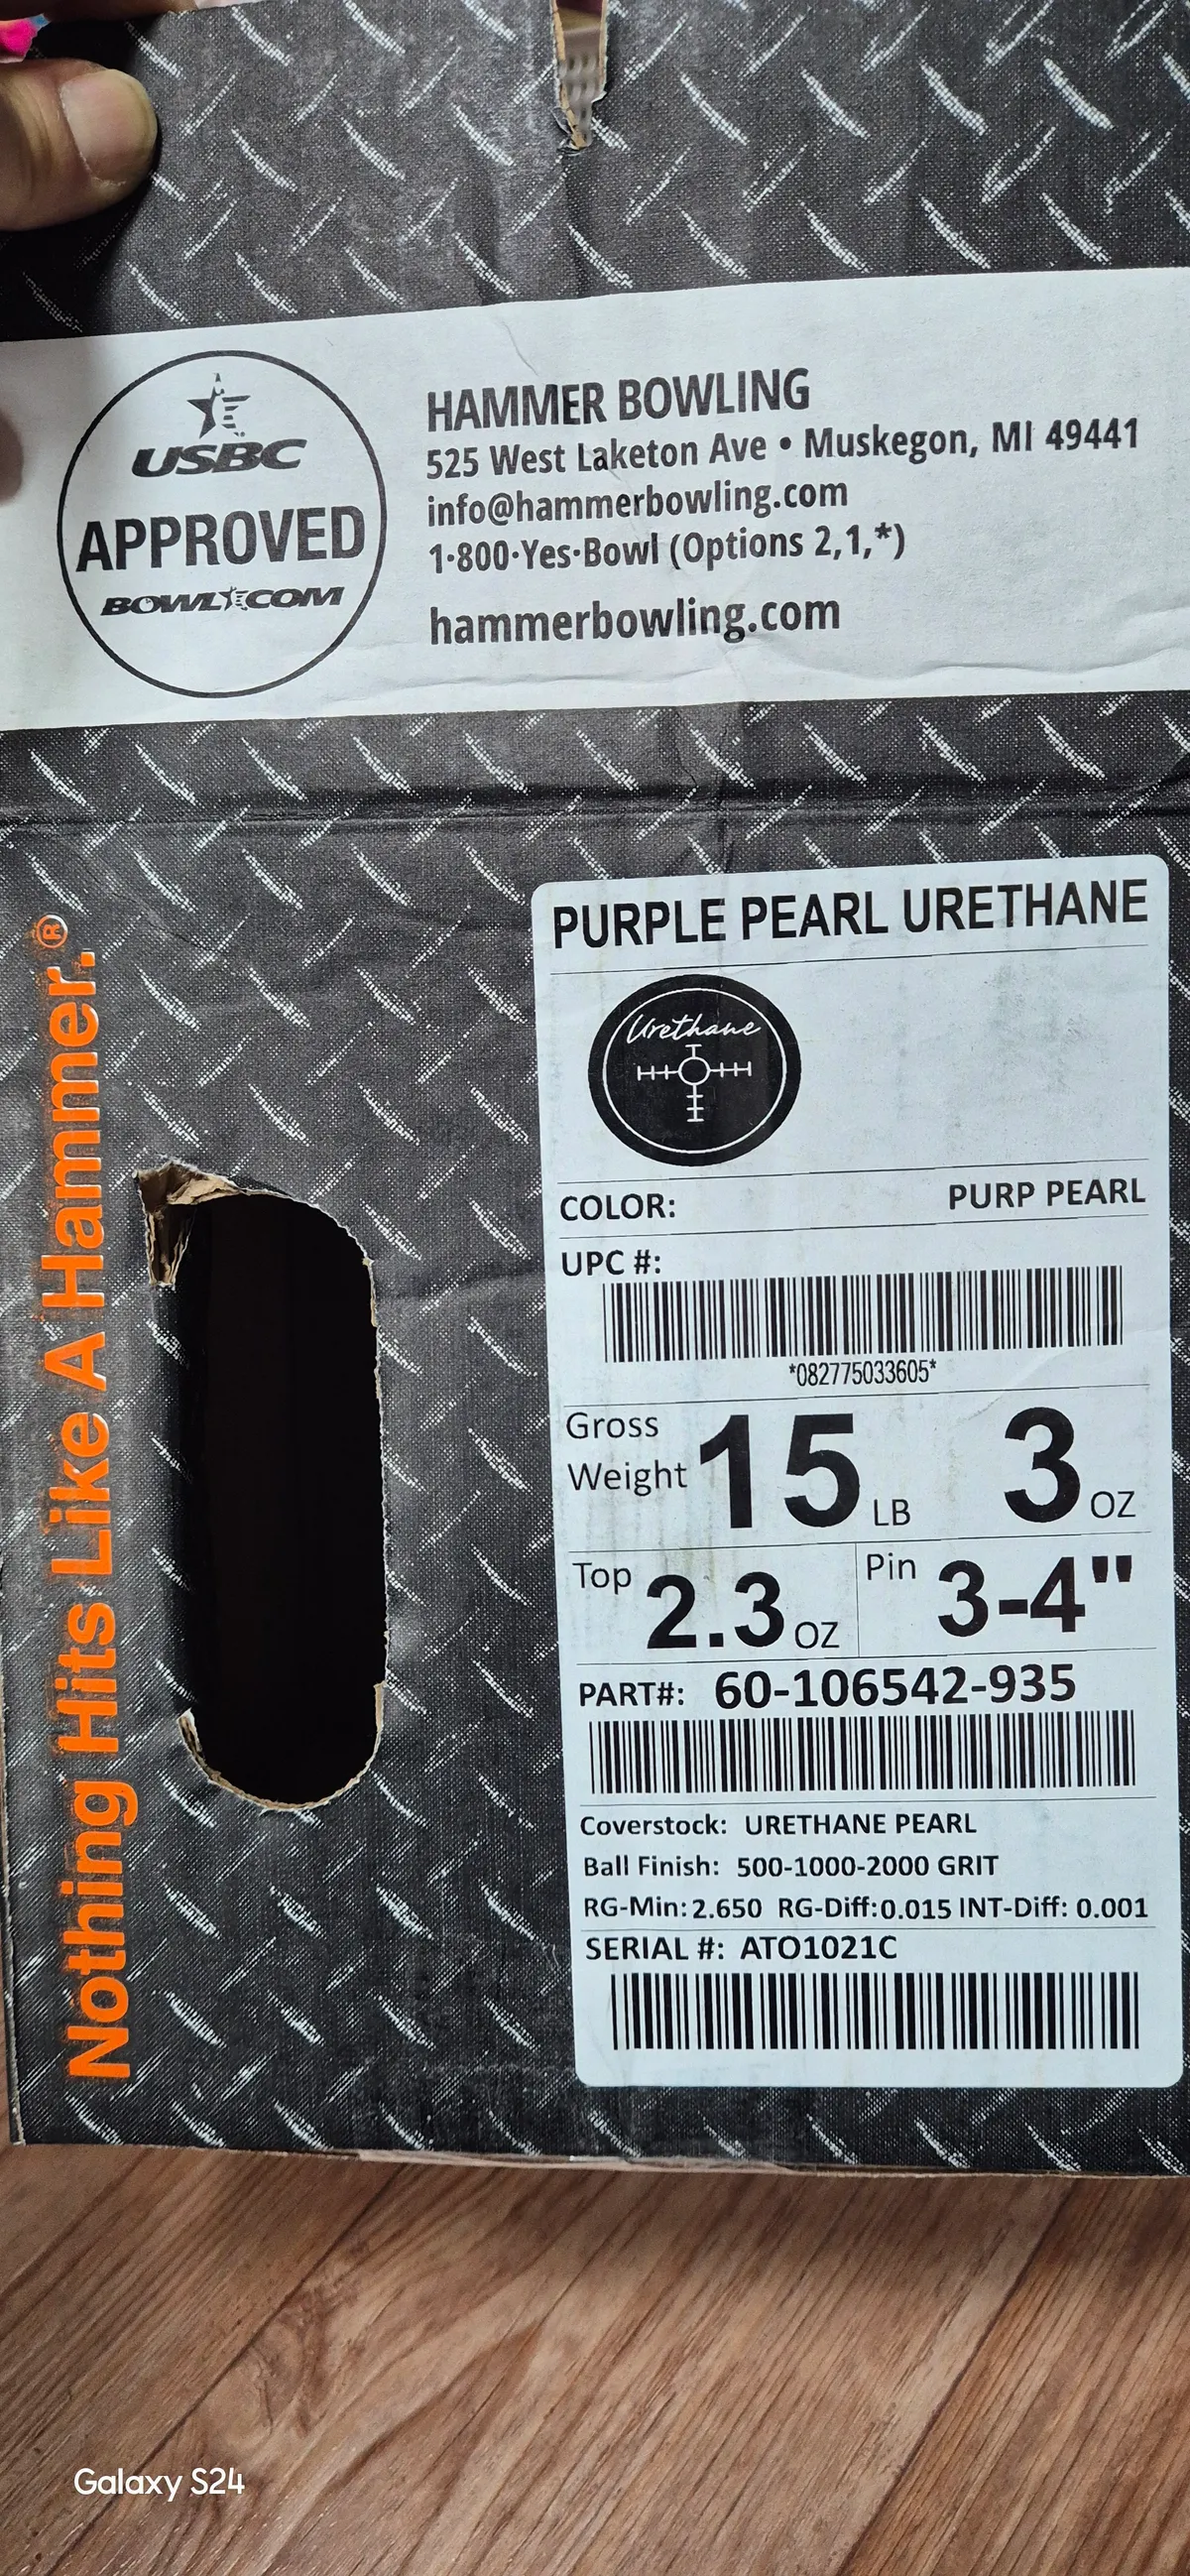 USBC
APPROVED
BOWL.COM
HAMMER BOWLING
525 West Laketon Ave • Muskegon, MI 49441
info@hammerbowling.com
1·800·Yes·Bowl (Options 2,1,*)
hammerbowling.com
Nothing Hits Like A Hammer.®
PURPLE PEARL URETHANE
Urethane
COLOR: PURP PEARL
UPC #:
*082775033605*
Gross Weight 15 LB 3 OZ
Top 2.3 OZ Pin 3-4"
PART#: 60-106542-935
Coverstock: URETHANE PEARL
Ball Finish: 500-1000-2000 GRIT
RG-Min: 2.650 RG-Diff: 0.015 INT-Diff: 0.001
SERIAL #: ATO1021C
Galaxy S24